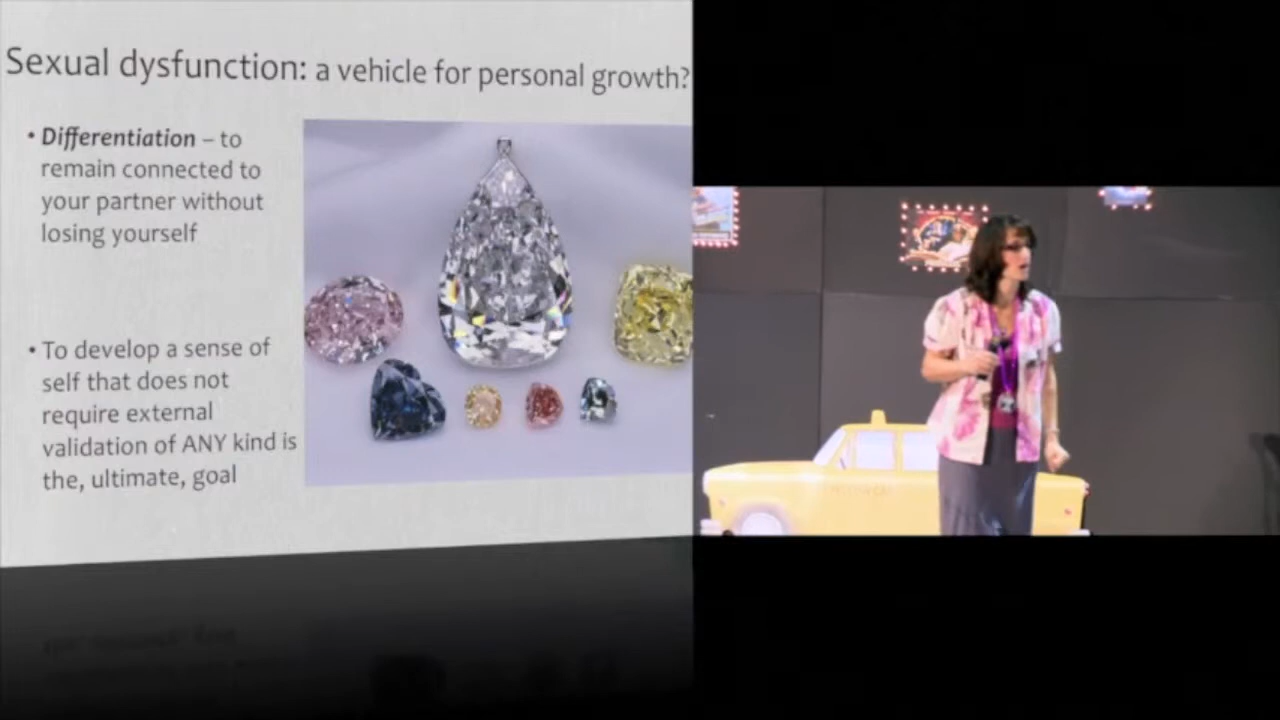 Sexual dysfunction: a vehicle for personal growth?
• Differentiation – to
remain connected to
your partner without
losing yourself
• To develop a sense of
self that does not
require external
validation of ANY kind is
the, ultimate, goal